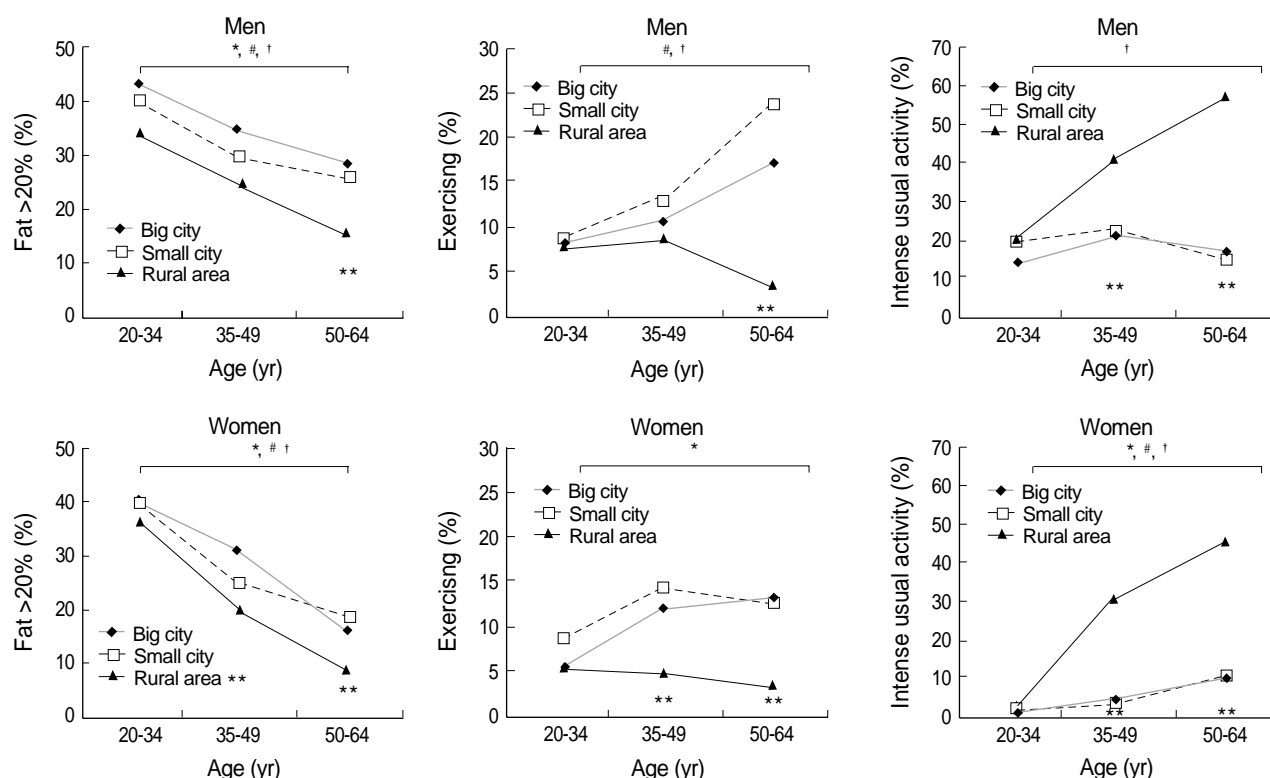 Men
*, #, †
Fat >20% (%)
50
40
30
20
10
0
Big city
Small city
Rural area
**
20-34 35-49 50-64
Age (yr)
Men
#, †
Exercisng (%)
30
25
20
15
10
5
0
Big city
Small city
Rural area
**
20-34 35-49 50-64
Age (yr)
Men
†
Intense usual activity (%)
70
60
50
40
30
20
10
0
Big city
Small city
Rural area
** **
20-34 35-49 50-64
Age (yr)
Women
*, # †
Fat >20% (%)
50
40
30
20
10
0
Big city
Small city
Rural area **
**
20-34 35-49 50-64
Age (yr)
Women
*
Exercisng (%)
30
25
20
15
10
5
0
Big city
Small city
Rural area
** **
20-34 35-49 50-64
Age (yr)
Women
*, #, †
Intense usual activity (%)
70
60
50
40
30
20
10
0
Big city
Small city
Rural area
** **
20-34 35-49 50-64
Age (yr)